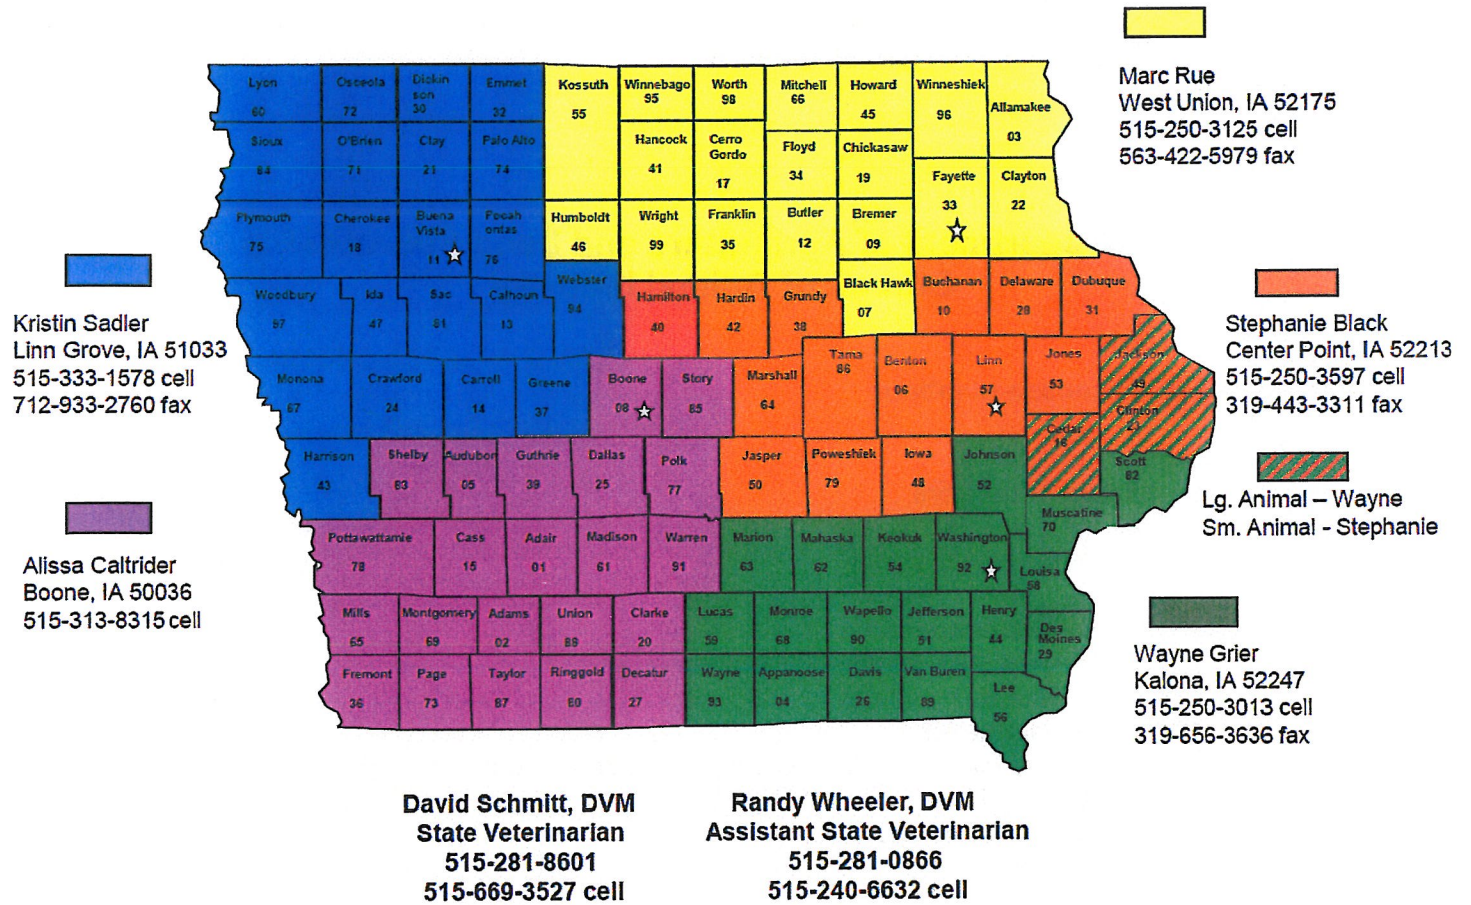 Marc Rue
West Union, IA 52175
515-250-3125 cell
563-422-5979 fax
Lyon
60
Osceola
72
Dickin
son
30
Emmet
32
Kossuth
55
Winnebago
95
Worth
98
Mitchell
66
Howard
45
Winneshiek
96
Allamakee
03
Sioux
84
O'Brien
71
Clay
21
Palo Alto
74
Hancock
41
Cerro
Gordo
17
Floyd
34
Chickasaw
19
Fayette
33
Clayton
22
Plymouth
75
Cherokee
18
Buena
Vista
11
Pocah
ontas
76
Humboldt
46
Wright
99
Franklin
35
Butler
12
Bremer
09
Woodbury
97
Ida
47
Sac
81
Calhoun
13
Webster
94
Hamilton
40
Hardin
42
Grundy
38
Black Hawk
07
Buchanan
10
Delaware
28
Dubuque
31
Kristin Sadler
Linn Grove, IA 51033
515-333-1578 cell
712-933-2760 fax
Stephanie Black
Center Point, IA 52213
515-250-3597 cell
319-443-3311 fax
Monona
67
Crawford
24
Carroll
14
Greene
37
Boone
08
Story
85
Marshall
64
Tama
86
Benton
06
Linn
57
Jones
53
Jackson
49
Clinton
23
Cedar
16
Harrison
43
Shelby
83
Audubon
05
Guthrie
39
Dallas
25
Polk
77
Jasper
50
Poweshiek
79
Iowa
48
Johnson
52
Scott
82
Muscatine
70
Lg. Animal – Wayne
Sm. Animal - Stephanie
Alissa Caltrider
Boone, IA 50036
515-313-8315 cell
Pottawattamie
78
Cass
15
Adair
01
Madison
61
Warren
91
Marion
63
Mahaska
62
Keokuk
54
Washington
92
Louisa
58
Mills
65
Montgomery
69
Adams
02
Union
88
Clarke
20
Lucas
59
Monroe
68
Wapello
90
Jefferson
51
Henry
44
Des
Moines
29
Fremont
36
Page
73
Taylor
87
Ringgold
80
Decatur
27
Wayne
93
Appanoose
04
Davis
26
Van Buren
89
Lee
56
Wayne Grier
Kalona, IA 52247
515-250-3013 cell
319-656-3636 fax
David Schmitt, DVM
State Veterinarian
515-281-8601
515-669-3527 cell
Randy Wheeler, DVM
Assistant State Veterinarian
515-281-0866
515-240-6632 cell